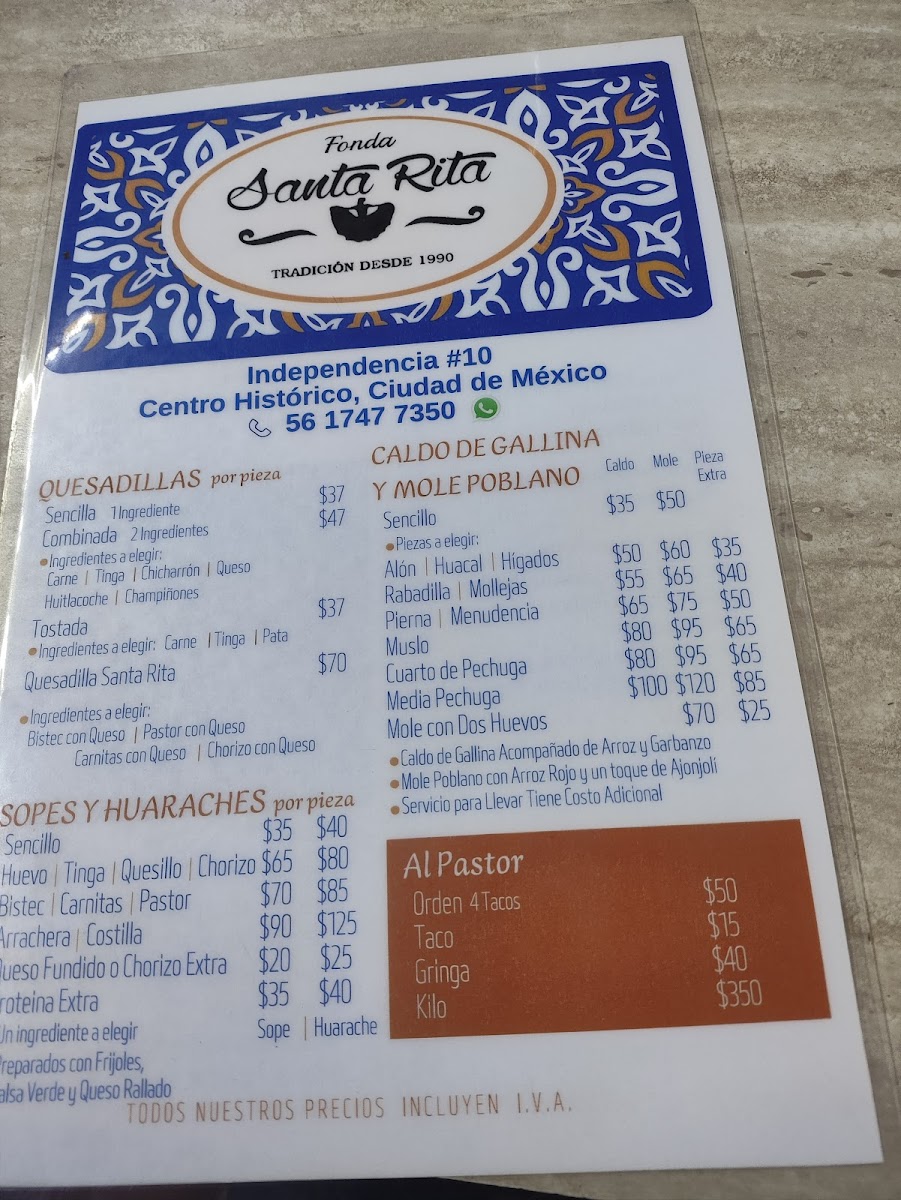 Fonda
Santa Rita
TRADICIÓN DESDE 1990
Independencia #10
Centro Histórico, Ciudad de México
56 1747 7350
QUESADILLAS por pieza
Sencilla 1 Ingrediente $37
Combinada 2 Ingredientes $47
•Ingredientes a elegir:
Carne | Tinga | Chicharrón | Queso
Huitlacoche | Champiñones
Tostada $37
•Ingredientes a elegir: Carne | Tinga | Pata
Quesadilla Santa Rita $70
•Ingredientes a elegir:
Bistec con Queso | Pastor con Queso
Carnitas con Queso | Chorizo con Queso
SOPES Y HUARACHES por pieza
Sencillo $35 $40
Huevo | Tinga | Quesillo | Chorizo $65 $80
Bistec | Carnitas | Pastor $70 $85
Arrachera | Costilla $90 $125
ueso Fundido o Chorizo Extra $20 $25
roteina Extra $35 $40
Un ingrediente a elegir Sope | Huarache
Preparados con Frijoles,
alsa Verde y Queso Rallado
CALDO DE GALLINA
Y MOLE POBLANO Caldo Mole Pieza Extra
Sencillo $35 $50
•Piezas a elegir:
Alón | Huacal | Hígados $50 $60 $35
Rabadilla | Mollejas $55 $65 $40
Pierna | Menudencia $65 $75 $50
Muslo $80 $95 $65
Cuarto de Pechuga $80 $95 $65
Media Pechuga $100 $120 $85
Mole con Dos Huevos $70 $25
•Caldo de Gallina Acompañado de Arroz y Garbanzo
•Mole Poblano con Arroz Rojo y un toque de Ajonjolí
•Servicio para Llevar Tiene Costo Adicional
Al Pastor
Orden 4 Tacos $50
Taco $15
Gringa $40
Kilo $350
TODOS NUESTROS PRECIOS INCLUYEN I.V.A.